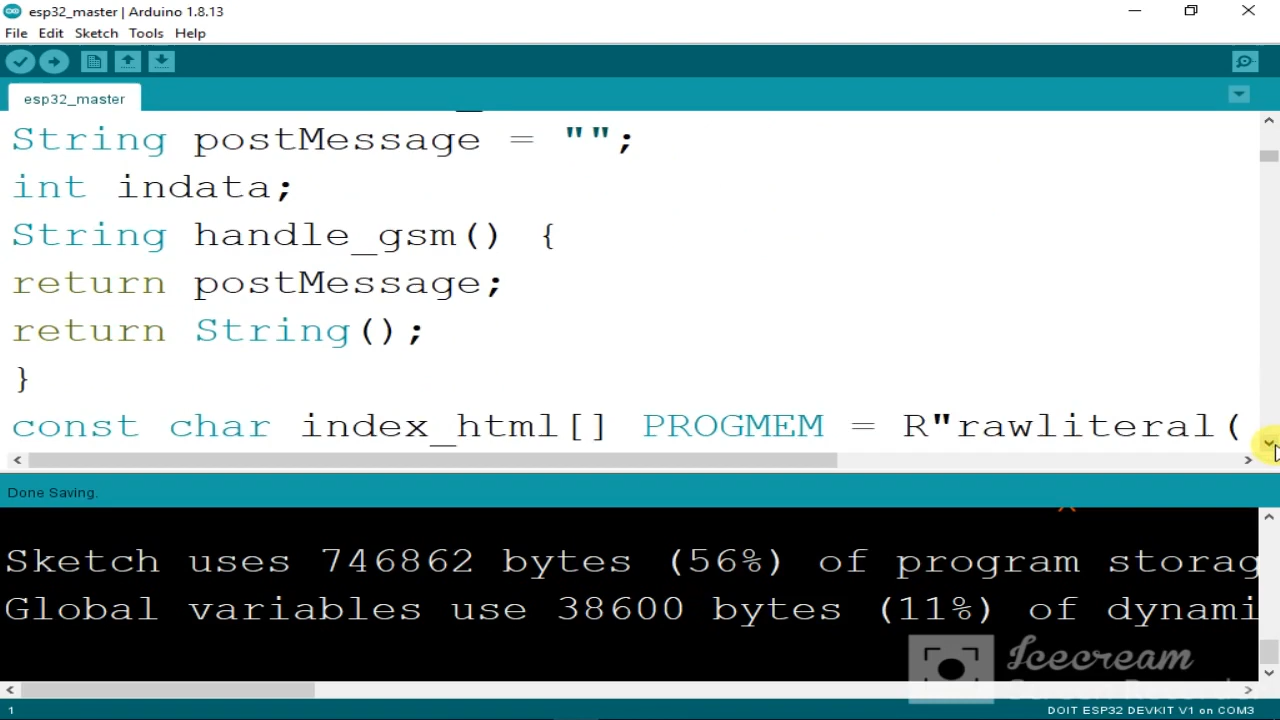 esp32_master | Arduino 1.8.13
File Edit Sketch Tools Help
esp32_master
String postMessage = "";
int indata;
String handle_gsm() {
return postMessage;
return String();
}
const char index_html[] PROGMEM = R"rawliteral(
Done Saving.
Sketch uses 746862 bytes (56%) of program storag
Global variables use 38600 bytes (11%) of dynami
Icecream
Screen Recorder
1 DOIT ESP32 DEVKIT V1 on COM3